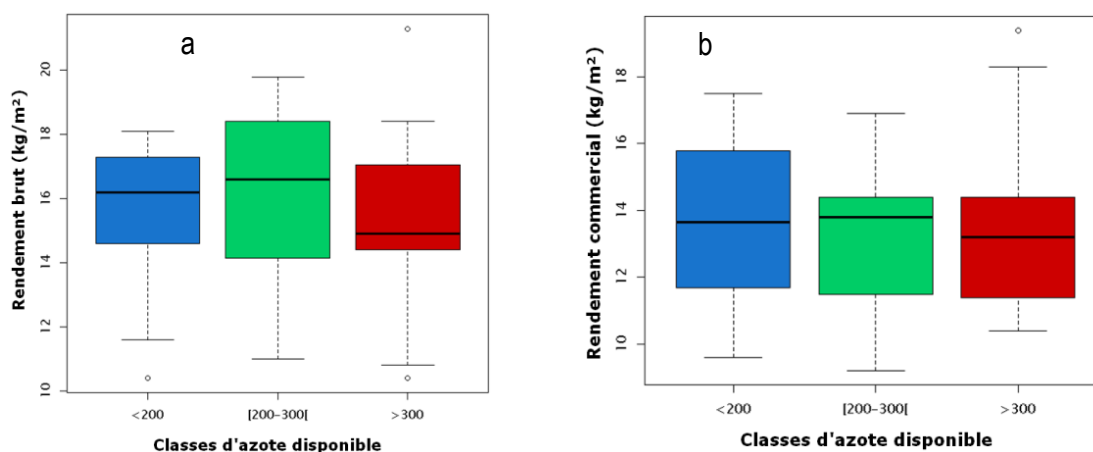 a
Rendement brut (kg/m²)
20
18
16
14
12
10
<200
[200-300[
>300
Classes d'azote disponible
b
Rendement commercial (kg/m²)
18
16
14
12
10
<200
[200-300[
>300
Classes d'azote disponible